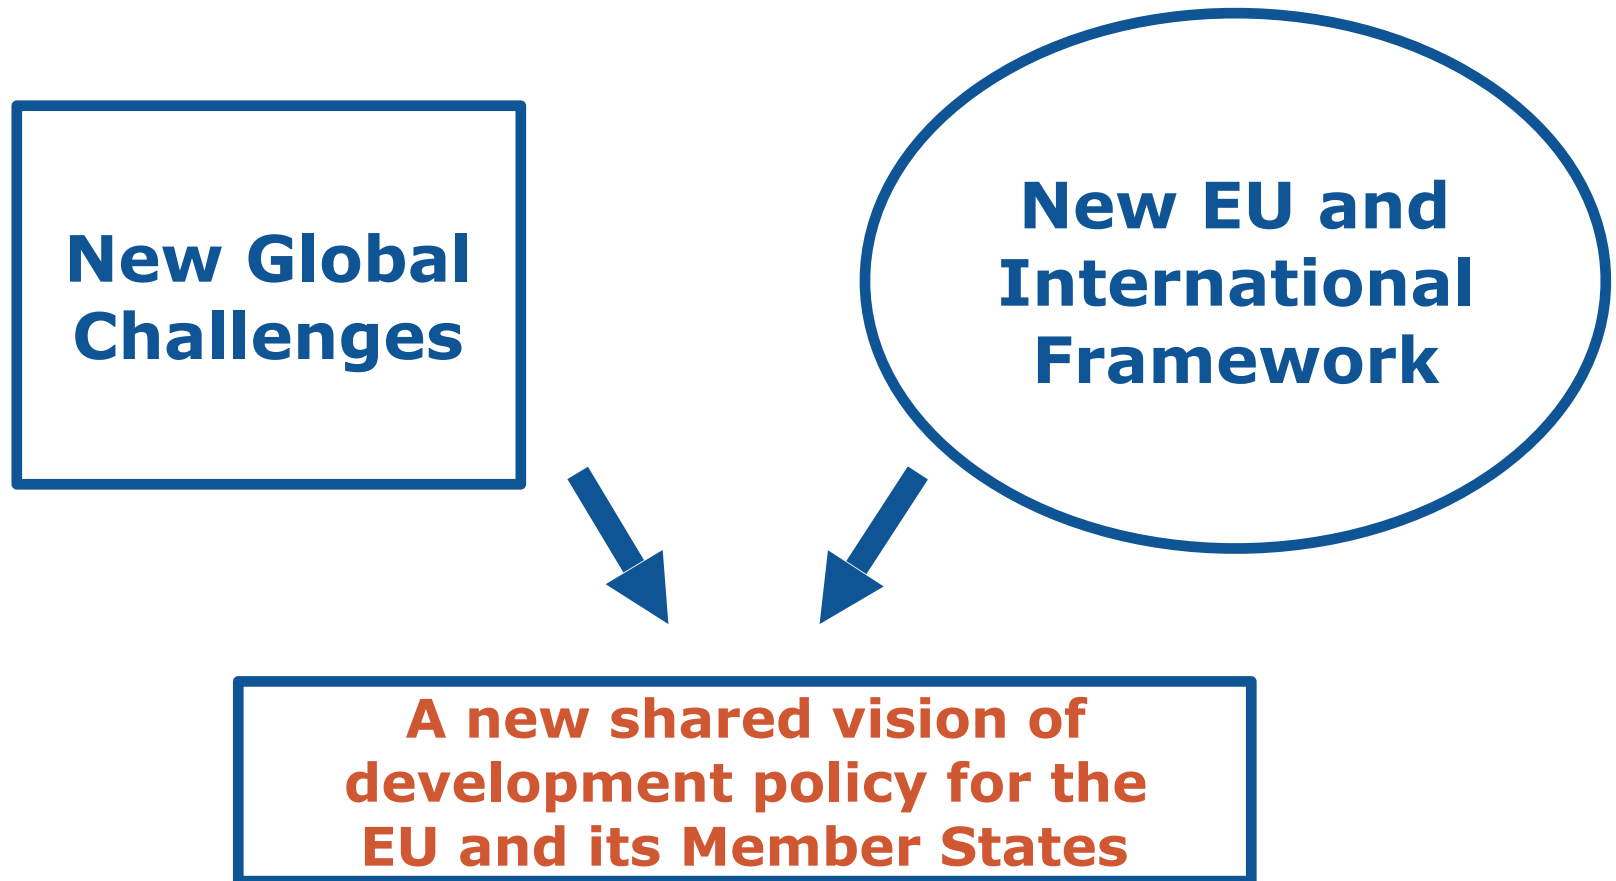 New Global
Challenges
New EU and
International
Framework
A new shared vision of
development policy for the
EU and its Member States